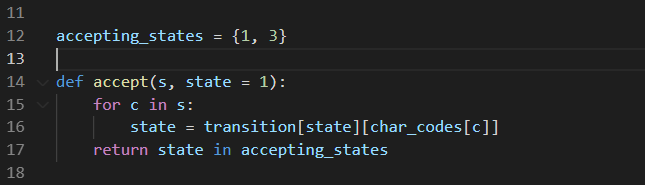 11
12 accepting_states = {1, 3}
13
14 def accept(s, state = 1):
15     for c in s:
16         state = transition[state][char_codes[c]]
17     return state in accepting_states
18